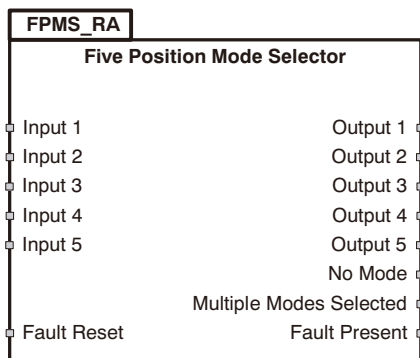 FPMS_RA
Five Position Mode Selector
Input 1 Output 1
Input 2 Output 2
Input 3 Output 3
Input 4 Output 4
Input 5 Output 5
No Mode
Multiple Modes Selected
Fault Reset Fault Present